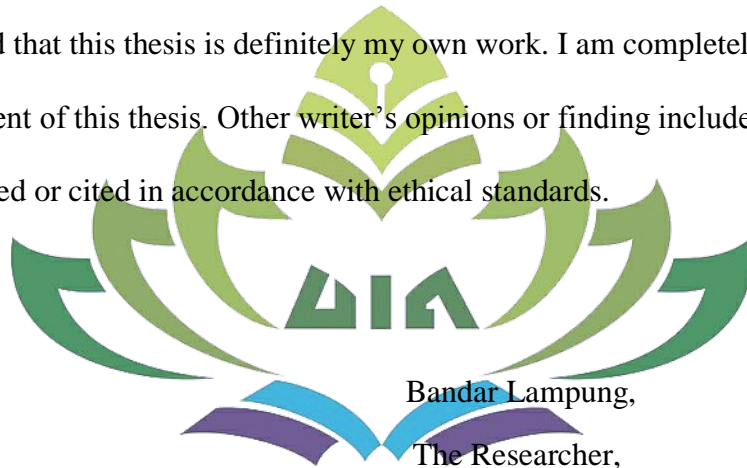 d that this thesis is definitely my own work. I am completel
ent of this thesis. Other writer’s opinions or finding include
ed or cited in accordance with ethical standards.
UIN
Bandar Lampung,
The Researcher,